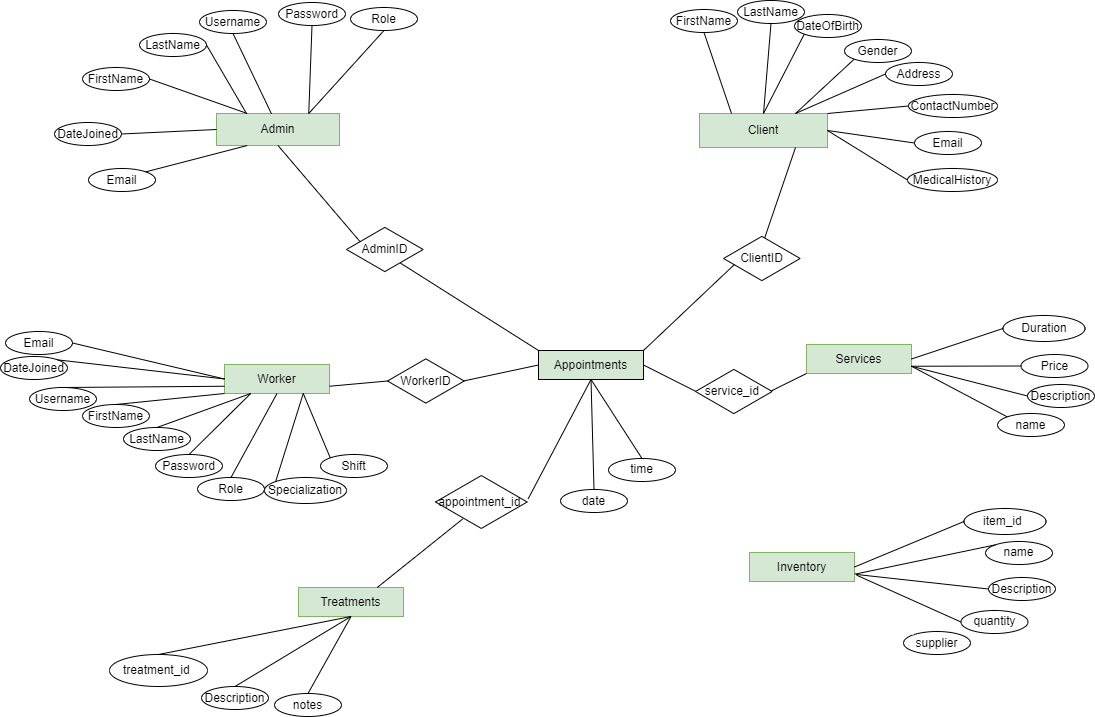 Password
Role
Username
LastName
FirstName
Admin
DateJoined
Email
FirstName
LastName
DateOfBirth
Gender
Address
ContactNumber
Client
Email
MedicalHistory
AdminID
ClientID
Email
DateJoined
Username
FirstName
LastName
Password
Role
Specialization
Shift
Worker
WorkerID
Appointments
service_id
Services
Duration
Price
Description
name
time
date
appointment_id
Treatments
treatment_id
Description
notes
Inventory
item_id
name
Description
quantity
supplier